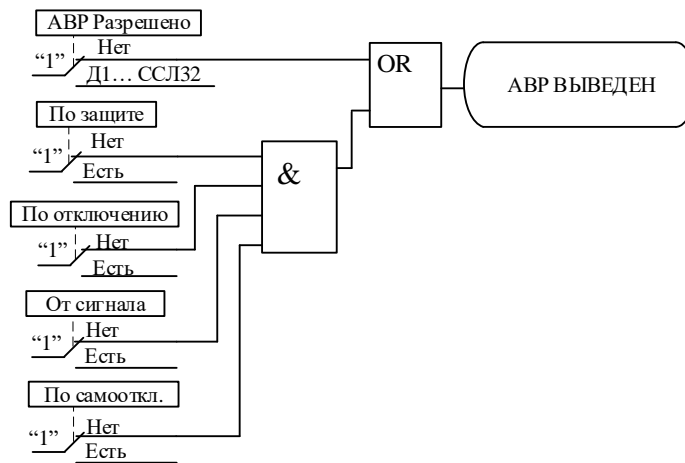 АВР Разрешено
Нет
“1”
Д1... ССЛ32
OR
АВР ВЫВЕДЕН
По защите
Нет
“1”
Есть
&
По отключению
“1” Нет
Есть
От сигнала
Нет
“1”
Есть
По самооткл.
Нет
“1”
Есть